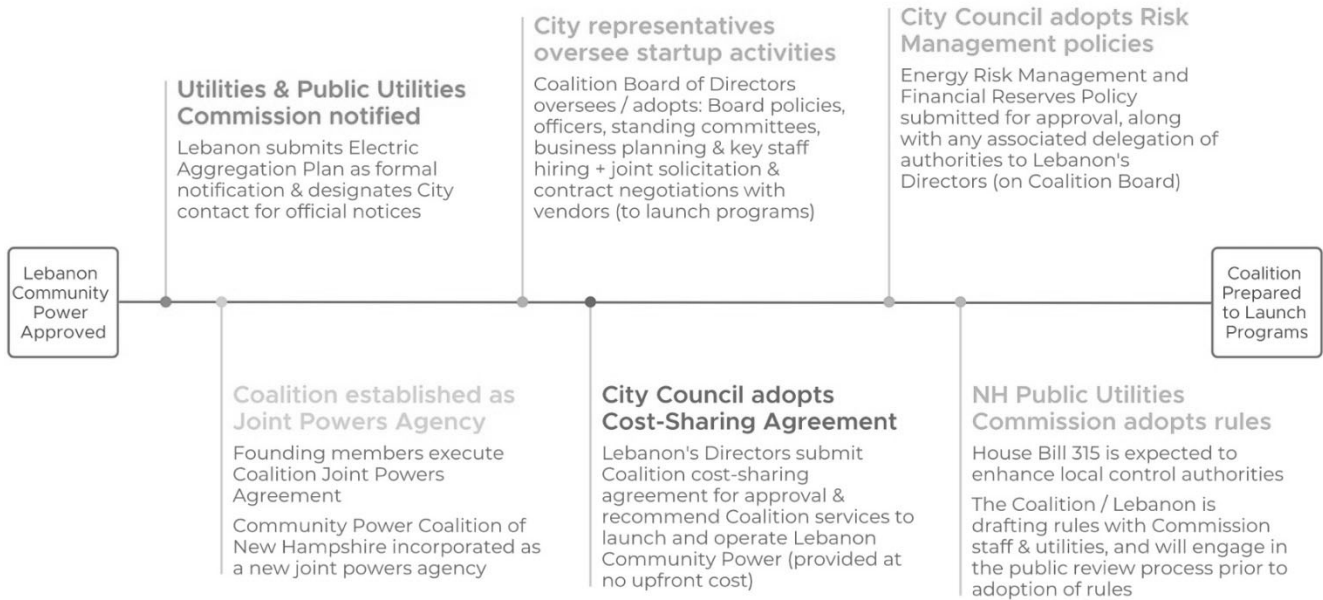 Lebanon
Community
Power
Approved
Utilities & Public Utilities
Commission notified
Lebanon submits Electric
Aggregation Plan as formal
notification & designates City
contact for official notices
Coalition established as
Joint Powers Agency
Founding members execute
Coalition Joint Powers
Agreement
Community Power Coalition of
New Hampshire incorporated as
a new joint powers agency
City representatives
oversee startup activities
Coalition Board of Directors
oversees / adopts: Board policies,
officers, standing committees,
business planning & key staff
hiring + joint solicitation &
contract negotiations with
vendors (to launch programs)
City Council adopts
Cost-Sharing Agreement
Lebanon's Directors submit
Coalition cost-sharing
agreement for approval &
recommend Coalition services to
launch and operate Lebanon
Community Power (provided at
no upfront cost)
City Council adopts Risk
Management policies
Energy Risk Management and
Financial Reserves Policy
submitted for approval, along
with any associated delegation of
authorities to Lebanon's
Directors (on Coalition Board)
NH Public Utilities
Commission adopts rules
House Bill 315 is expected to
enhance local control authorities
The Coalition / Lebanon is
drafting rules with Commission
staff & utilities, and will engage in
the public review process prior to
adoption of rules
Coalition
Prepared
to Launch
Programs